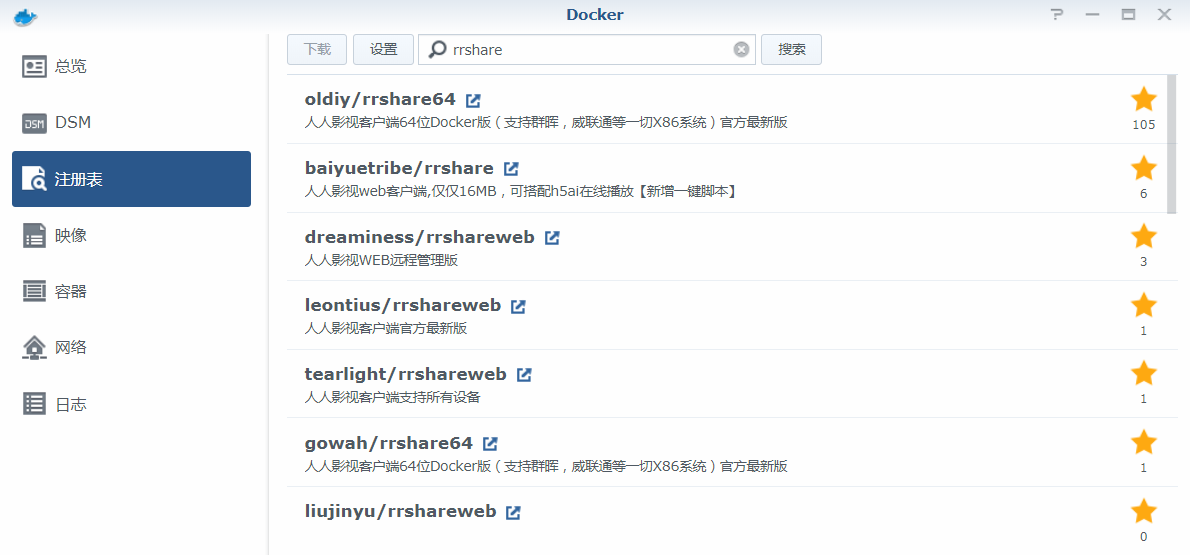 Docker
总览
DSM
DSM
注册表
映像
容器
网络
日志
下载 设置 rrshare 搜索
oldiy/rrshare64
人人影视客户端64位Docker版（支持群晖，威联通等一切X86系统）官方最新版
105
baiyuetribe/rrshare
人人影视web客户端,仅仅16MB，可搭配h5ai在线播放【新增一键脚本】
6
dreaminess/rrshareweb
人人影视WEB远程管理版
3
leontius/rrshareweb
人人影视客户端官方最新版
1
tearlight/rrshareweb
人人影视客户端支持所有设备
1
gowah/rrshare64
人人影视客户端64位Docker版（支持群晖，威联通等一切X86系统）官方最新版
1
liujinyu/rrshareweb
0